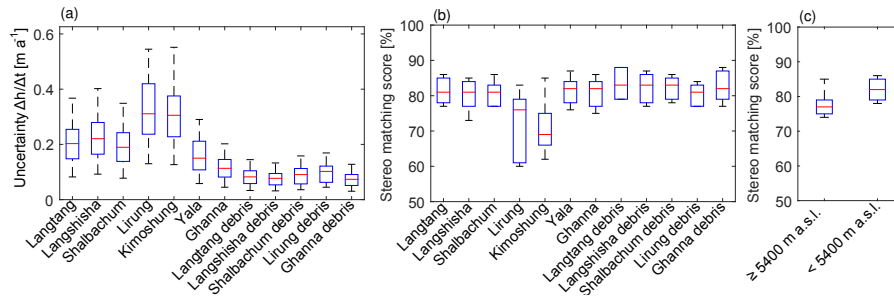 (a)
Uncertainty Δh/Δt [m a⁻¹]
0.6
0.4
0.2
0
Langtang
Langshisha
Shalbachum
Lirung
Kimoshung
Yala
Ghanna
Langtang debris
Langshisha debris
Shalbachum debris
Lirung debris
Ghanna debris
(b)
Stereo matching score [%]
100
90
80
70
60
50
Langtang
Langshisha
Shalbachum
Lirung
Kimoshung
Yala
Ghanna
Langtang debris
Langshisha debris
Shalbachum debris
Lirung debris
Ghanna debris
(c)
Stereo matching score [%]
100
90
80
70
60
50
≥ 5400 m a.s.l.
< 5400 m a.s.l.